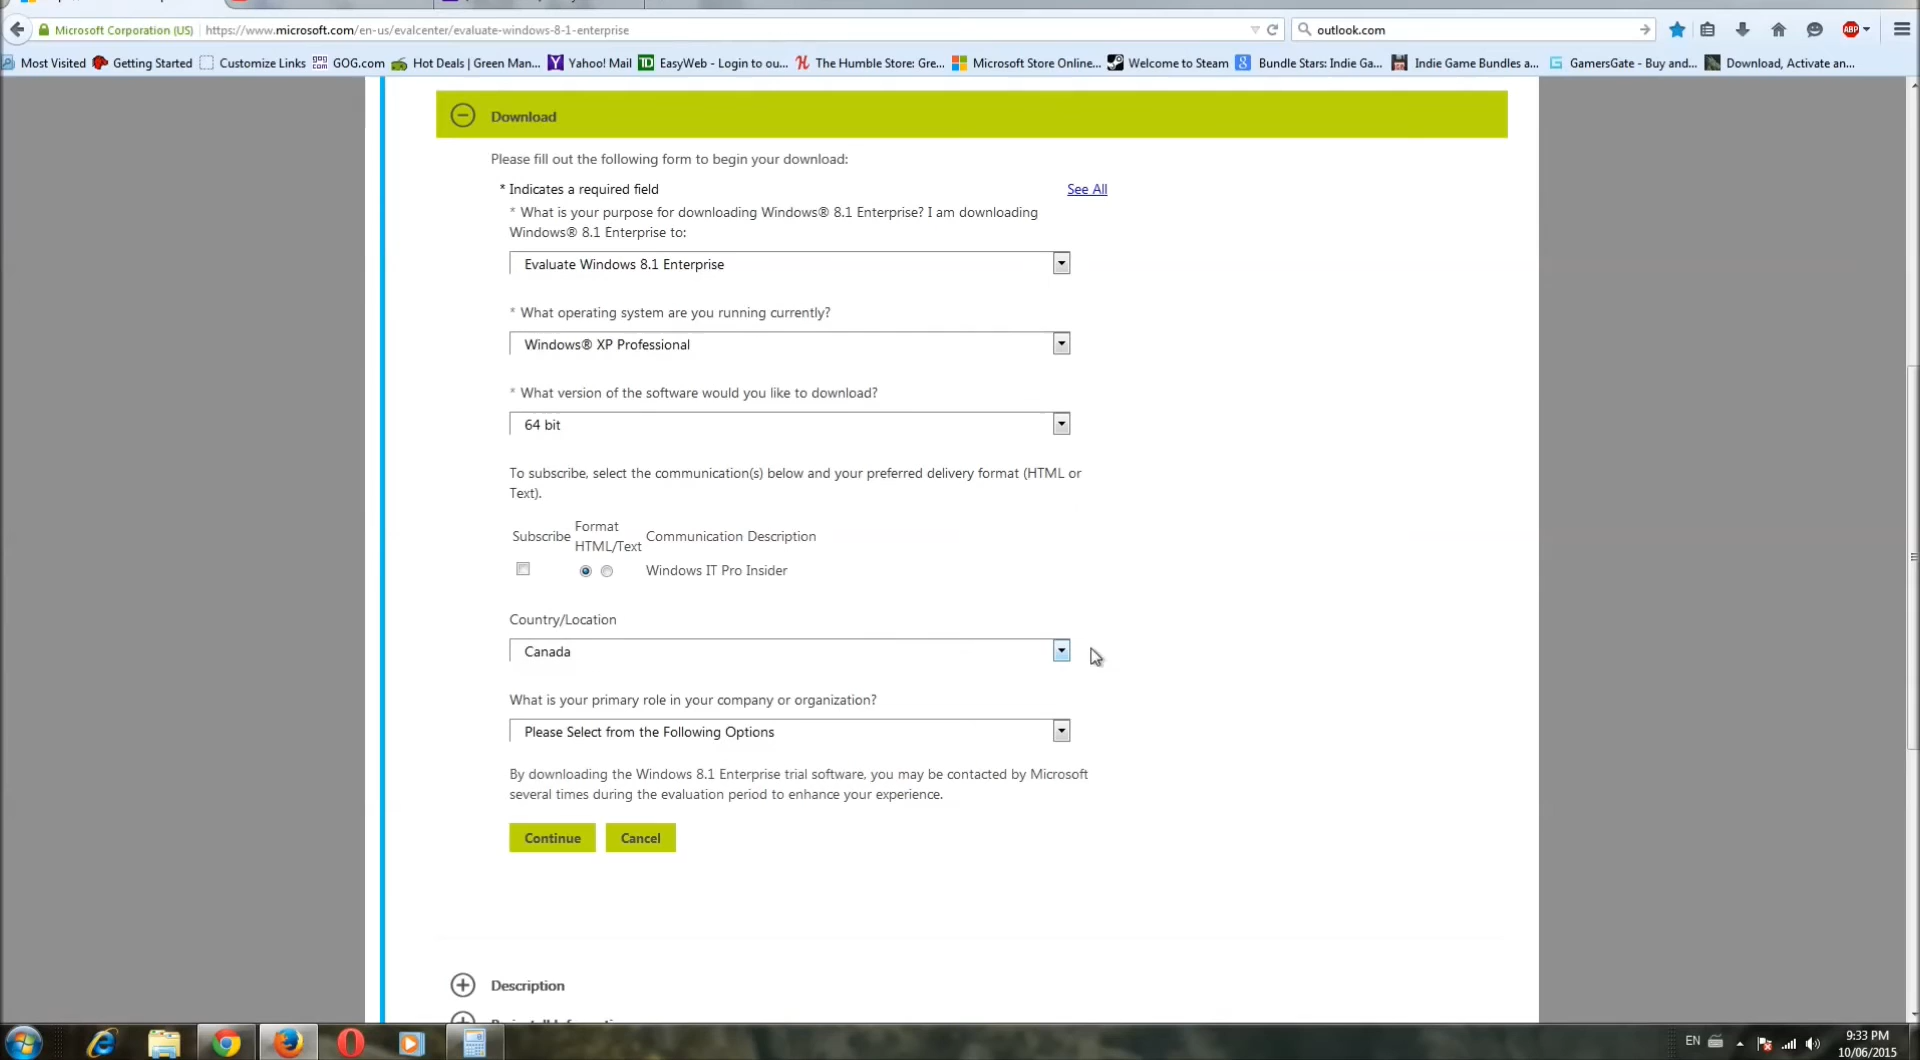 Microsoft Corporation (US)
https://www.microsoft.com/en-us/evalcenter/evaluate-windows-8-1-enterprise
outlook.com
ABP
Most Visited
Getting Started
Customize Links
GOG.com
Hot Deals | Green Man...
Yahoo! Mail
EasyWeb - Login to ou...
The Humble Store: Gre...
Microsoft Store Online...
Welcome to Steam
Bundle Stars: Indie Ga...
Indie Game Bundles a...
GamersGate - Buy and...
Download, Activate an...
Download
Please fill out the following form to begin your download:
* Indicates a required field
See All
* What is your purpose for downloading Windows® 8.1 Enterprise? I am downloading
Windows® 8.1 Enterprise to:
Evaluate Windows 8.1 Enterprise
* What operating system are you running currently?
Windows® XP Professional
* What version of the software would you like to download?
64 bit
To subscribe, select the communication(s) below and your preferred delivery format (HTML or
Text).
Subscribe
Format
HTML/Text
Communication Description
Windows IT Pro Insider
Country/Location
Canada
What is your primary role in your company or organization?
Please Select from the Following Options
By downloading the Windows 8.1 Enterprise trial software, you may be contacted by Microsoft
several times during the evaluation period to enhance your experience.
Continue
Cancel
Description
EN
9:33 PM
10/06/2015